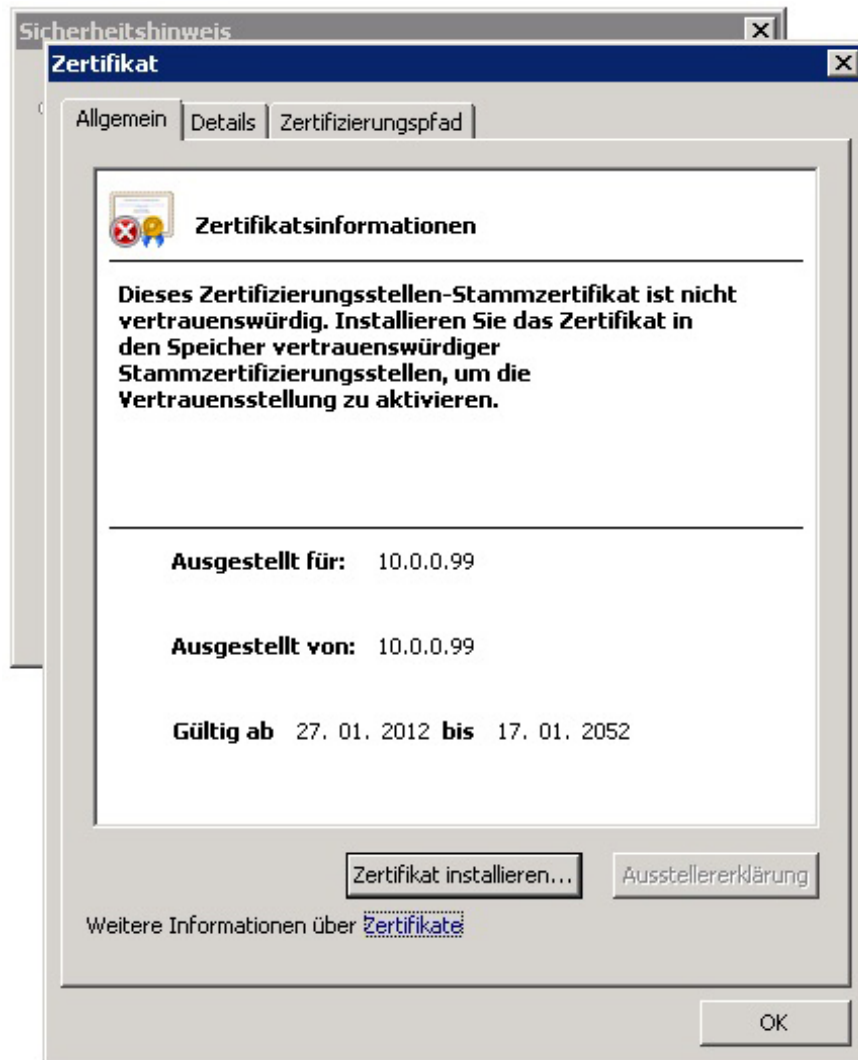 Sicherheitshinweis
Zertifikat
Allgemein Details Zertifizierungspfad
Zertifikatsinformationen
Dieses Zertifizierungsstellen-Stammzertifikat ist nicht
vertrauenswürdig. Installieren Sie das Zertifikat in
den Speicher vertrauenswürdiger
Stammzertifizierungsstellen, um die
Vertrauensstellung zu aktivieren.
Ausgestellt für: 10.0.0.99
Ausgestellt von: 10.0.0.99
Gültig ab 27. 01. 2012 bis 17. 01. 2052
Zertifikat installieren... Ausstellererklärung
Weitere Informationen über Zertifikate
OK